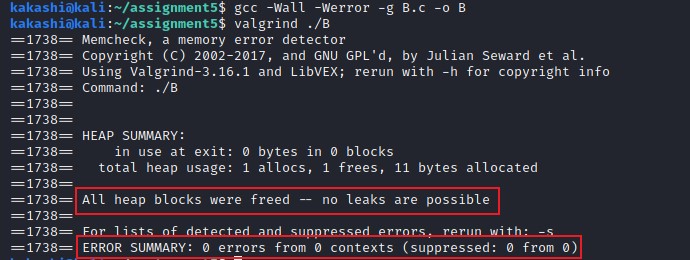 kakashi@kali:~/assignment5$ gcc -Wall -Werror -g B.c -o B
kakashi@kali:~/assignment5$ valgrind ./B
==1738== Memcheck, a memory error detector
==1738== Copyright (C) 2002-2017, and GNU GPL'd, by Julian Seward et al.
==1738== Using Valgrind-3.16.1 and LibVEX; rerun with -h for copyright info
==1738== Command: ./B
==1738==
==1738==
==1738== HEAP SUMMARY:
==1738==     in use at exit: 0 bytes in 0 blocks
==1738==   total heap usage: 1 allocs, 1 frees, 11 bytes allocated
==1738==
==1738== All heap blocks were freed -- no leaks are possible
==1738==
==1738== For lists of detected and suppressed errors, rerun with: -s
==1738== ERROR SUMMARY: 0 errors from 0 contexts (suppressed: 0 from 0)